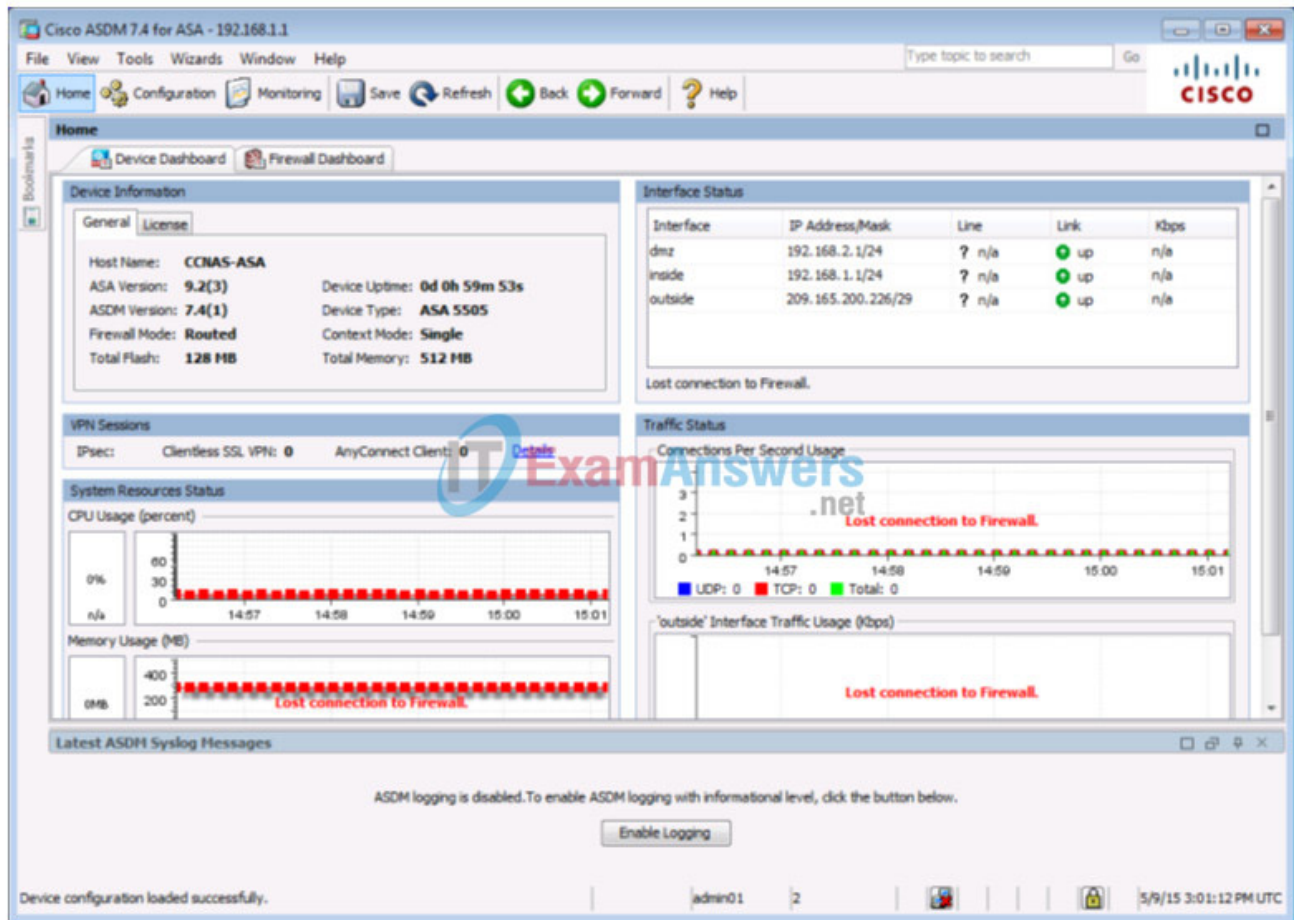 Cisco ASDM 7.4 for ASA - 192.168.1.1
File View Tools Wizards Window Help
Type topic to search Go
CISCO
Home Configuration Monitoring Save Refresh Back Forward Help
Bookmarks
Home
Device Dashboard Firewall Dashboard
Device Information
General License
Host Name: CCNAS-ASA
ASA Version: 9.2(3) Device Uptime: 0d 0h 59m 53s
ASDM Version: 7.4(1) Device Type: ASA 5505
Firewall Mode: Routed Context Mode: Single
Total Flash: 128 MB Total Memory: 512 MB
Interface Status
Interface IP Address/Mask Line Link Kbps
dmz 192.168.2.1/24 ? n/a up n/a
inside 192.168.1.1/24 ? n/a up n/a
outside 209.165.200.226/29 ? n/a up n/a
Lost connection to Firewall.
VPN Sessions
IPsec: Clientless SSL VPN: 0 AnyConnect Client: 0 Details
System Resources Status
CPU Usage (percent)
60
30
0
0%
n/a
14:57 14:58 14:59 15:00 15:01
Memory Usage (MB)
400
200
0MB
Lost connection to Firewall.
Traffic Status
Connections Per Second Usage
3
2
1
0
Lost connection to Firewall.
14:57 14:58 14:59 15:00 15:01
UDP: 0 TCP: 0 Total: 0
'outside' Interface Traffic Usage (Kbps)
Lost connection to Firewall.
ITExamAnswers
.net
Latest ASDM Syslog Messages
ASDM logging is disabled.To enable ASDM logging with informational level, click the button below.
Enable Logging
Device configuration loaded successfully.
admin01 2 5/9/15 3:01:12 PM UTC